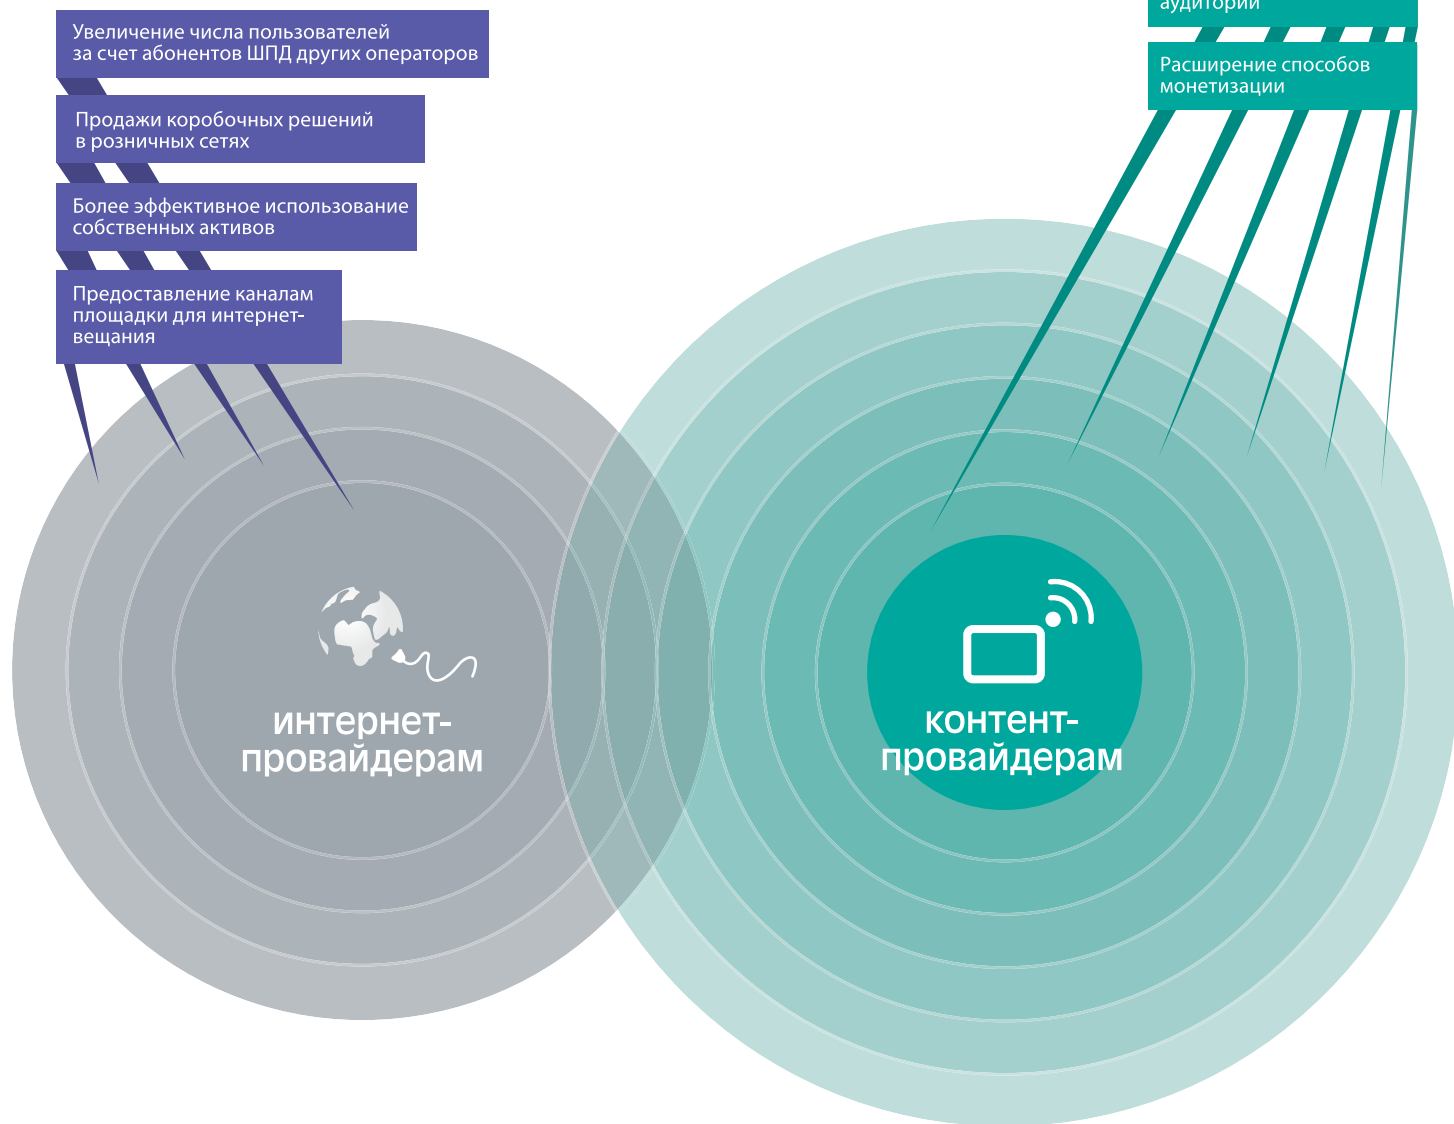 Увеличение числа пользователей
за счет абонентов ШПД других операторов
Продажи коробочных решений
в розничных сетях
Более эффективное использование
собственных активов
Предоставление каналам
площадки для интернет-
вещания
аудитории
Расширение способов
монетизации
интернет-
провайдерам
контент-
провайдерам